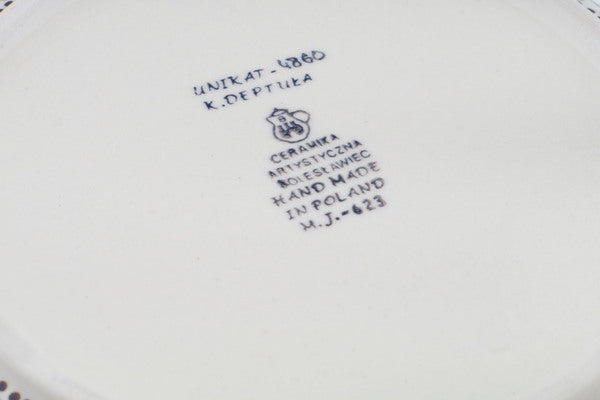 UNIKAT - 4860
K. DEPTUŁA
CERAMIKA
ARTYSTYCZNA
BOLESŁAWIEC
HAND MADE
IN POLAND
M.J.-623